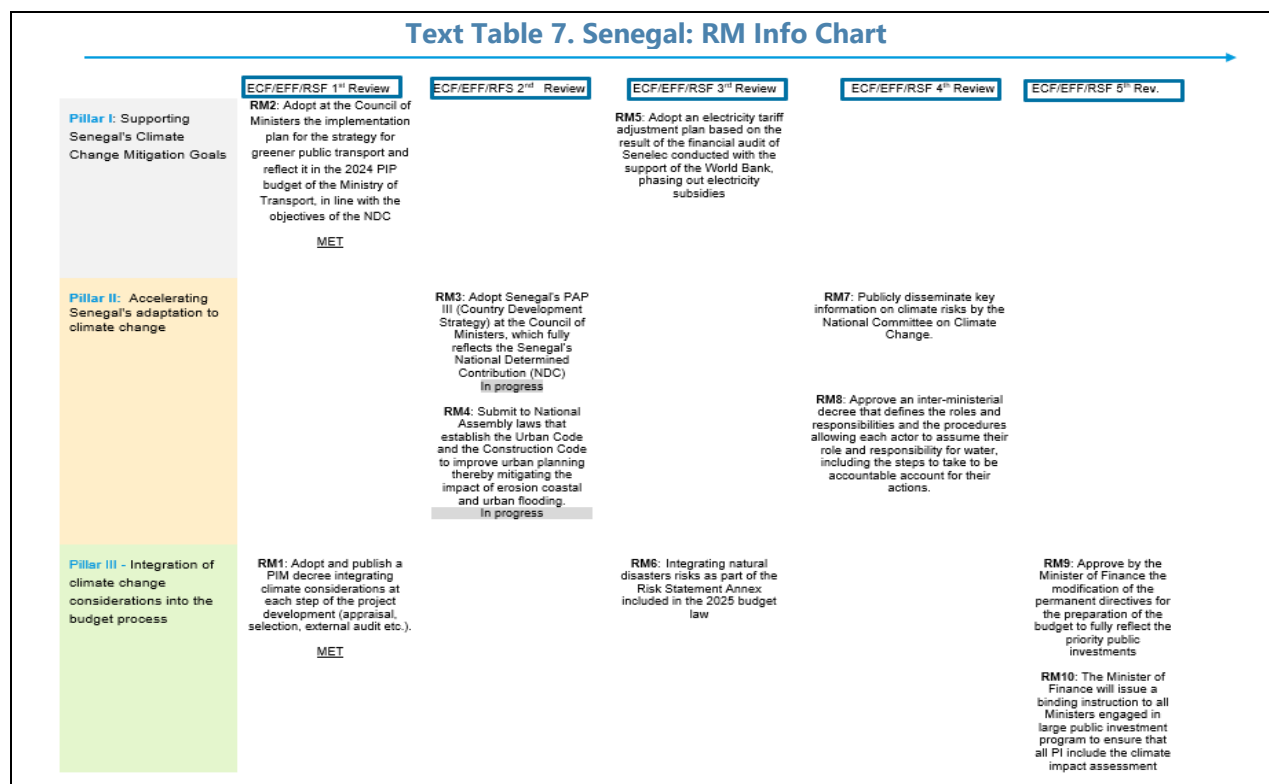 Text Table 7. Senegal: RM Info Chart
ECF/EFF/RSF 1st Review
ECF/EFF/RFS 2nd Review
ECF/EFF/RSF 3rd Review
ECF/EFF/RSF 4th Review
ECF/EFF/RSF 5th Rev.
Pillar I: Supporting
Senegal's Climate
Change Mitigation Goals
RM2: Adopt at the Council of
Ministers the implementation
plan for the strategy for
greener public transport and
reflect it in the 2024 PIP
budget of the Ministry of
Transport, in line with the
objectives of the NDC
MET
RM5: Adopt an electricity tariff
adjustment plan based on the
result of the financial audit of
Senelec conducted with the
support of the World Bank,
phasing out electricity
subsidies
Pillar II: Accelerating
Senegal's adaptation to
climate change
RM3: Adopt Senegal's PAP
III (Country Development
Strategy) at the Council of
Ministers, which fully
reflects the Senegal's
National Determined
Contribution (NDC)
In progress
RM4: Submit to National
Assembly laws that
establish the Urban Code
and the Construction Code
to improve urban planning
thereby mitigating the
impact of erosion coastal
and urban flooding.
In progress
RM7: Publicly disseminate key
information on climate risks by the
National Committee on Climate
Change.
RM8: Approve an inter-ministerial
decree that defines the roles and
responsibilities and the procedures
allowing each actor to assume their
role and responsibility for water,
including the steps to take to be
accountable account for their
actions.
Pillar III - Integration of
climate change
considerations into the
budget process
RM1: Adopt and publish a
PIM decree integrating
climate considerations at
each step of the project
development (appraisal,
selection, external audit etc.).
MET
RM6: Integrating natural
disasters risks as part of the
Risk Statement Annex
included in the 2025 budget
law
RM9: Approve by the
Minister of Finance the
modification of the
permanent directives for
the preparation of the
budget to fully reflect the
priority public
investments
RM10: The Minister of
Finance will issue a
binding instruction to all
Ministers engaged in
large public investment
program to ensure that
all PI include the climate
impact assessment